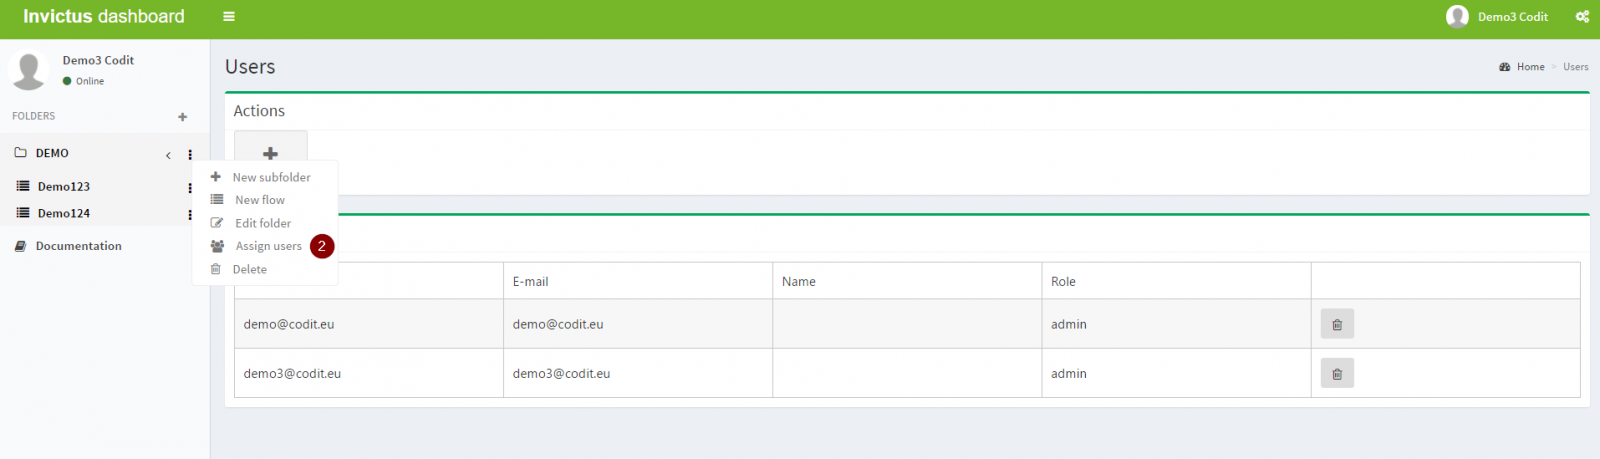 Invictus dashboard
Demo3 Codit
Demo3 Codit
Online
FOLDERS
DEMO
Demo123
Demo124
Documentation
New subfolder
New flow
Edit folder
Assign users 2
Delete
Users
Home > Users
Actions
E-mail Name Role
demo@codit.eu demo@codit.eu admin
demo3@codit.eu demo3@codit.eu admin